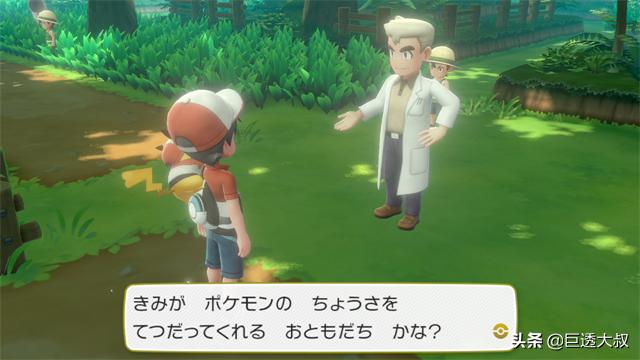 きみが　ポケモンの　ちょうさを
てつだってくれる　おともだち　かな?
头条 @巨透大叔